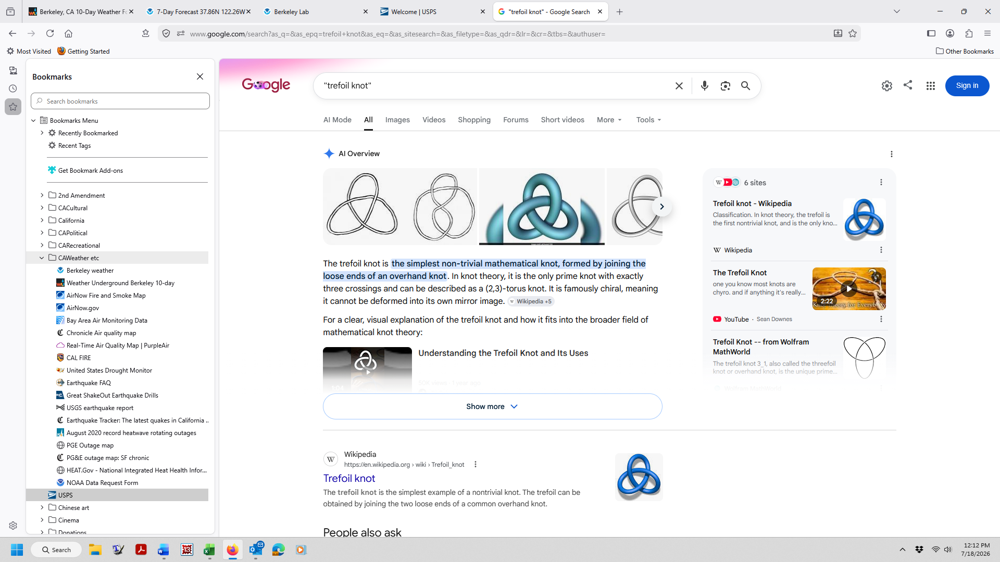 Berkeley, CA 10-Day Weather Fo
7-Day Forecast 37.86N 122.26W
Berkeley Lab
Welcome | USPS
"trefoil knot" - Google Search
www.google.com/search?as_q=&as_epq=trefoil+knot&as_eq=&as_sitesearch=&as_filetype=&as_qdr=&lr=&cr=&tbs=&authuser=
Most Visited
Getting Started
Other Bookmarks
Bookmarks
Search bookmarks
Bookmarks Menu
Recently Bookmarked
Recent Tags
Get Bookmark Add-ons
2nd Amendment
CACultural
California
CAPolitical
CARecreational
CAWeather etc
Berkeley weather
Weather Underground Berkeley 10-day
AirNow Fire and Smoke Map
AirNow.gov
Bay Area Air Monitoring Data
Chronicle Air quality map
Real-Time Air Quality Map | PurpleAir
CAL FIRE
United States Drought Monitor
Earthquake FAQ
Great ShakeOut Earthquake Drills
USGS earthquake report
Earthquake Tracker: The latest quakes in California ..
August 2020 record heatwave rotating outages
PGE Outage map
PG&E outage map: SF chronic
HEAT.Gov - National Integrated Heat Health Infor...
NOAA Data Request Form
USPS
Chinese art
Cinema
Donations
Google
"trefoil knot"
Sign in
AI Mode
All
Images
Videos
Shopping
Forums
Short videos
More
Tools
AI Overview
The trefoil knot is the simplest non-trivial mathematical knot, formed by joining the
loose ends of an overhand knot. In knot theory, it is the only prime knot with exactly
three crossings and can be described as a (2,3)-torus knot. It is famously chiral, meaning
it cannot be deformed into its own mirror image. Wikipedia +5
For a clear, visual explanation of the trefoil knot and how it fits into the broader field of
mathematical knot theory:
1:04
Understanding the Trefoil Knot and Its Uses
50K views · 1 year ago
Show more
6 sites
Trefoil knot - Wikipedia
Classification. In knot theory, the trefoil is
the first nontrivial knot, and is the only kno...
Wikipedia
The Trefoil Knot
one you know most knots are
chyro. and if anything it's really...
2:22
Knot Theory for Everybody
YouTube · Sean Downes
Trefoil Knot -- from Wolfram
MathWorld
The trefoil knot 3_1, also called the threefoil
knot or overhand knot, is the unique prime...
Wolfram MathWorld
Wikipedia
https://en.wikipedia.org › wiki › Trefoil_knot
Trefoil knot
The trefoil knot is the simplest example of a nontrivial knot. The trefoil can be
obtained by joining the two loose ends of a common overhand knot.
People also ask
Search
12:12 PM
7/18/2026